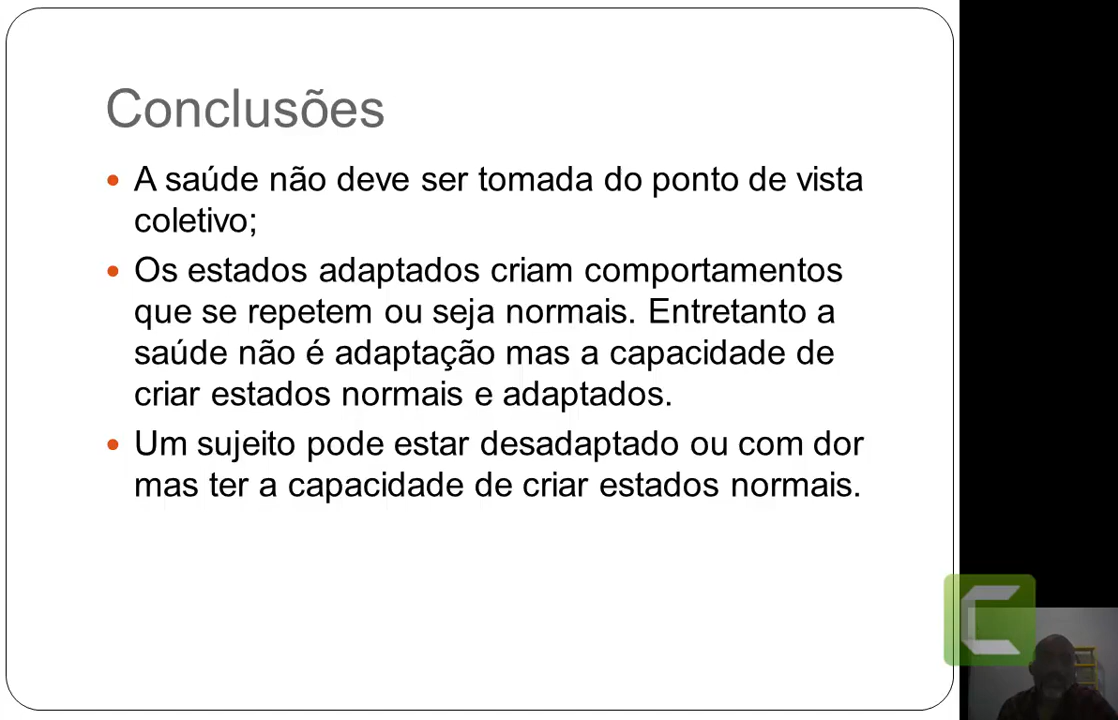 Conclusões
A saúde não deve ser tomada do ponto de vista
coletivo;
Os estados adaptados criam comportamentos
que se repetem ou seja normais. Entretanto a
saúde não é adaptação mas a capacidade de
criar estados normais e adaptados.
Um sujeito pode estar desadaptado ou com dor
mas ter a capacidade de criar estados normais.